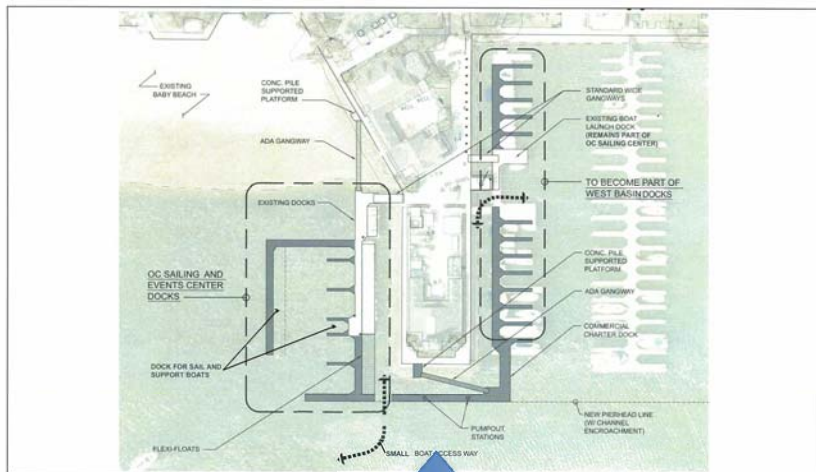 EXISTING
BABY BEACH
CONC. PILE
SUPPORTED
PLATFORM
ADA GANGWAY
EXISTING DOCKS
OC SAILING AND
EVENTS CENTER
DOCKS
DOCK FOR SAIL AND
SUPPORT BOATS
FLEXI-FLOATS
STANDARD WIDE
GANGWAYS
EXISTING BOAT
LAUNCH DOCK
(REMAINS PART OF
OC SAILING CENTER)
TO BECOME PART OF
WEST BASIN DOCKS
CONC. PILE
SUPPORTED
PLATFORM
ADA GANGWAY
COMMERCIAL
CHARTER DOCK
PUMPOUT
STATIONS
NEW PIERHEAD LINE
(W/ CHANNEL
ENCROACHMENT)
SMALL BOAT ACCESS WAY